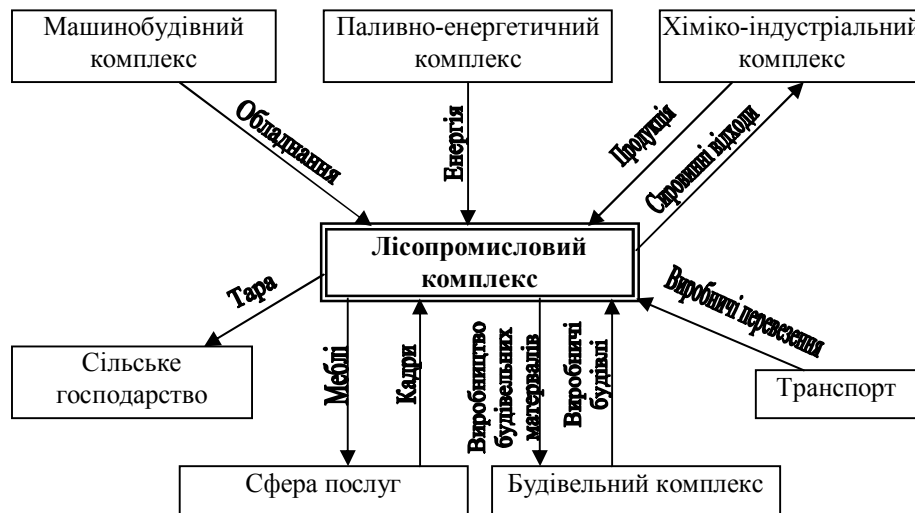 Машинобудівний
комплекс
Паливно-енергетичний
комплекс
Хіміко-індустріальний
комплекс
Обладнання
Енергія
Продукція
Сировинні відходи
Лісопромисловий
комплекс
Тара
Виробничі перевезення
Сільське
господарство
Меблі
Кадри
Виробництво
будівельних
матервалів
Виробничі
будівлі
Транспорт
Сфера послуг
Будівельний комплекс